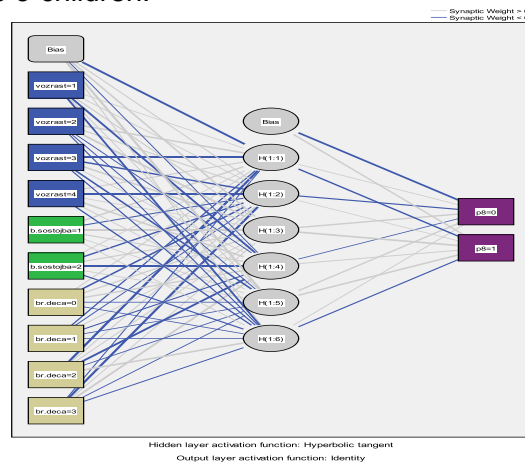 Synaptic Weight >
Synaptic Weight <
Bias
vozrast=1
vozrast=2
vozrast=3
vozrast=4
b.sostojba=1
b.sostojba=2
br.deca=0
br.deca=1
br.deca=2
br.deca=3
Bias
H(1:1)
H(1:2)
H(1:3)
H(1:4)
H(1:5)
H(1:6)
p8=0
p8=1
Hidden layer activation function: Hyperbolic tangent
Output layer activation function: Identity